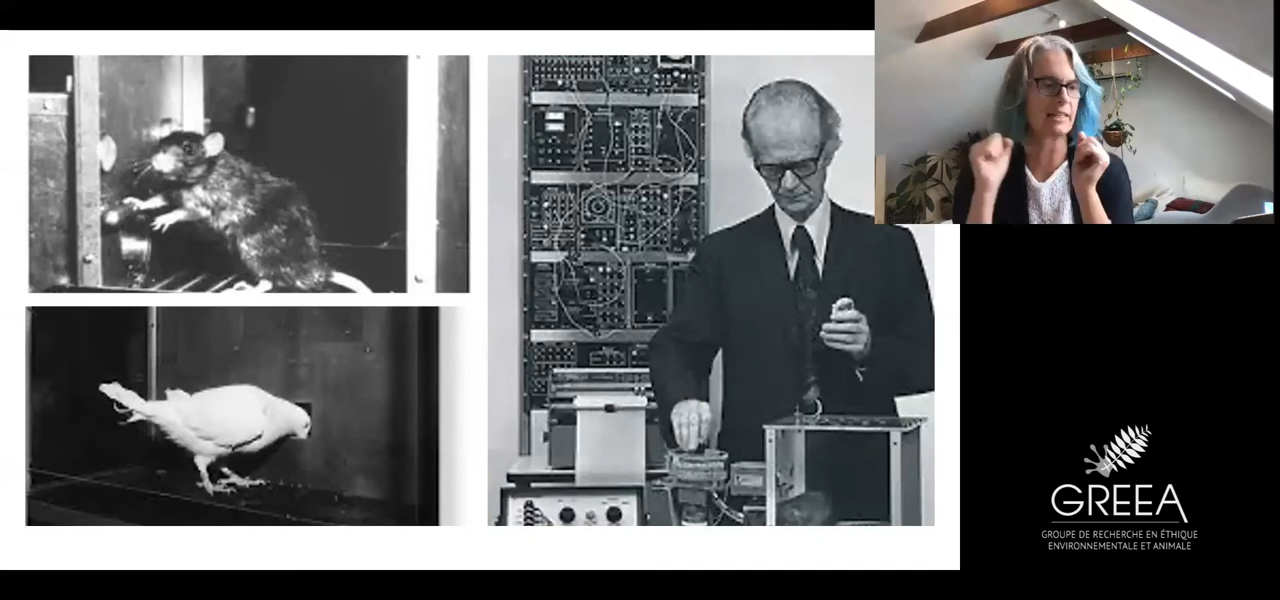 GREEA
GROUPE DE RECHERCHE EN ÉTHIQUE
ENVIRONNEMENTALE ET ANIMALE